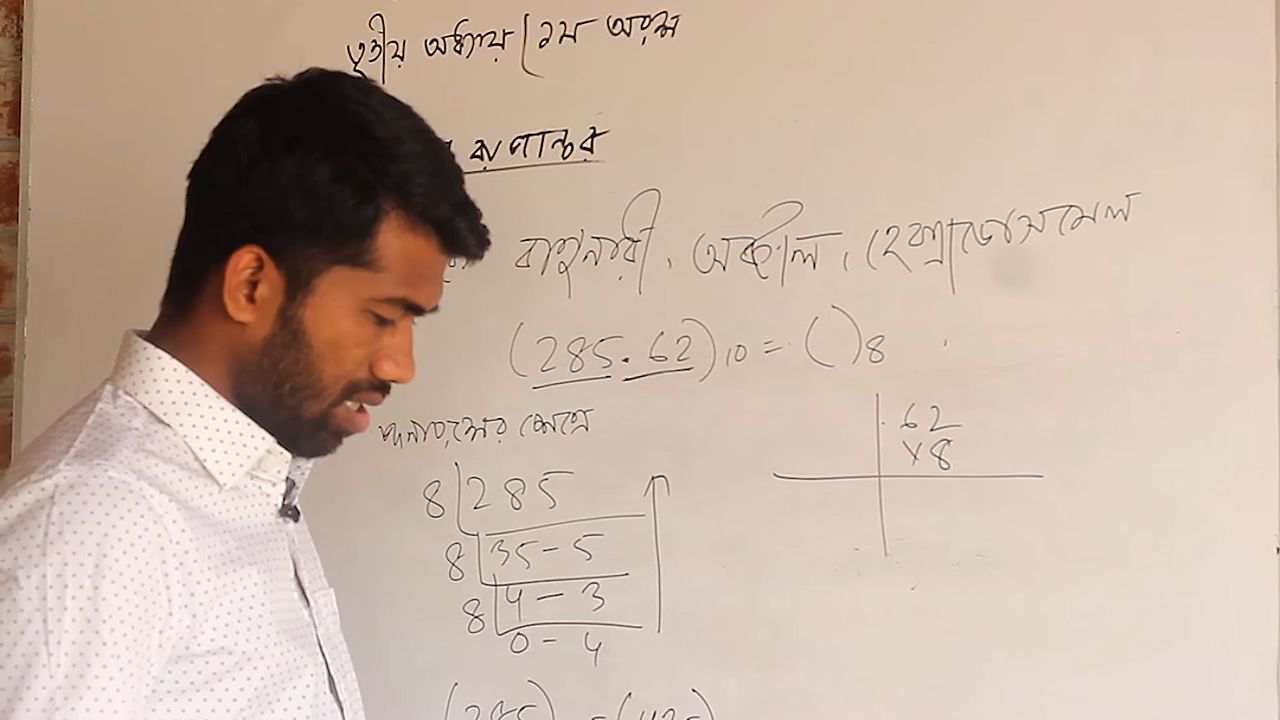 তৃতীয় অধ্যায় (১ম অংশ
রূপান্তর
বাইনারী, অক্টাল, হেক্সাডেসিমেল
(285.62)10 = ( )8
8 285
8 35 - 5
8 4 - 3
0 - 4
.62
×8